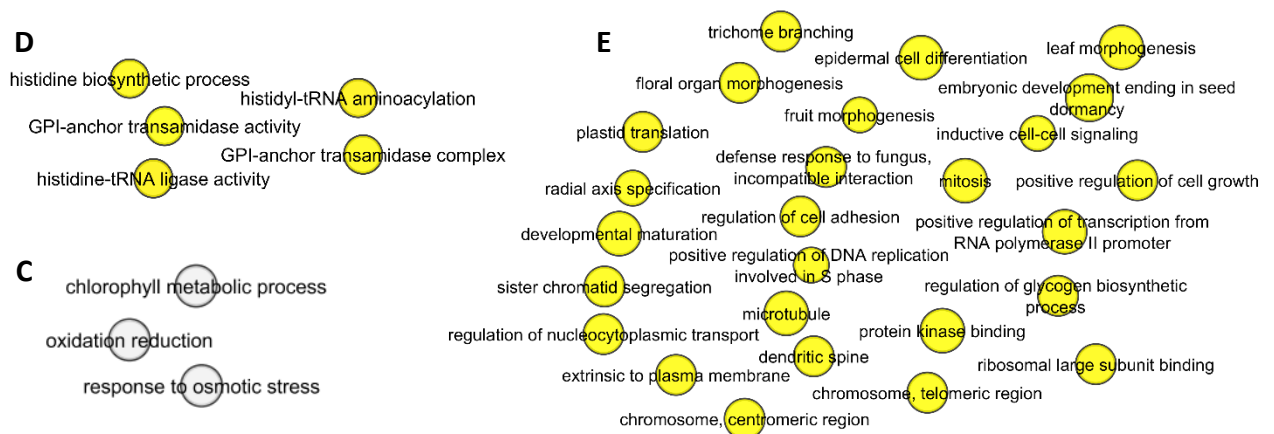 D
histidine biosynthetic process
histidyl-tRNA aminoacylation
GPI-anchor transamidase activity
GPI-anchor transamidase complex
histidine-tRNA ligase activity
C
chlorophyll metabolic process
oxidation reduction
response to osmotic stress
E
trichome branching
epidermal cell differentiation
leaf morphogenesis
floral organ morphogenesis
embryonic development ending in seed
dormancy
fruit morphogenesis
plastid translation
inductive cell-cell signaling
defense response to fungus,
incompatible interaction
radial axis specification
mitosis
positive regulation of cell growth
regulation of cell adhesion
positive regulation of transcription from
RNA polymerase II promoter
developmental maturation
positive regulation of DNA replication
involved in S phase
sister chromatid segregation
regulation of glycogen biosynthetic
process
microtubule
regulation of nucleocytoplasmic transport
protein kinase binding
dendritic spine
ribosomal large subunit binding
extrinsic to plasma membrane
chromosome, telomeric region
chromosome, centromeric region